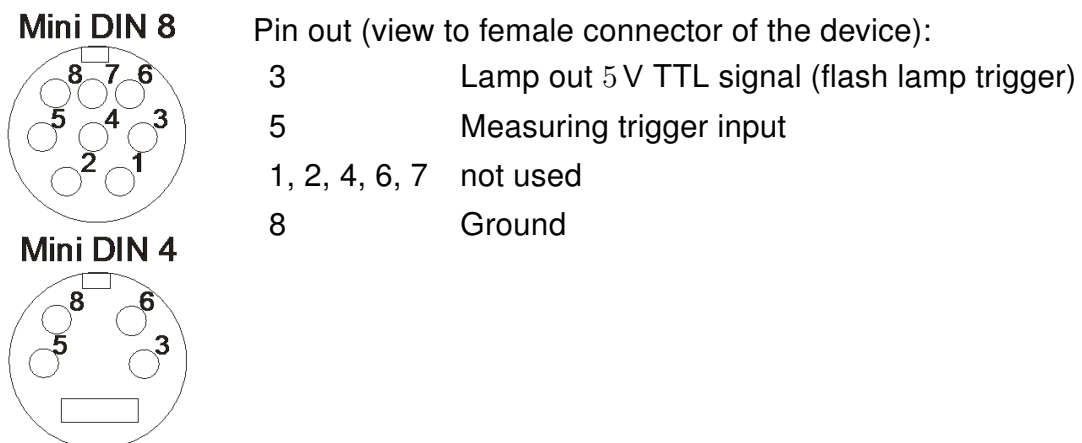 Mini DIN 8
8 7 6
5 4 3
2 1
Mini DIN 4
8 6
5 3
Pin out (view to female connector of the device):
3 Lamp out 5 V TTL signal (flash lamp trigger)
5 Measuring trigger input
1, 2, 4, 6, 7 not used
8 Ground